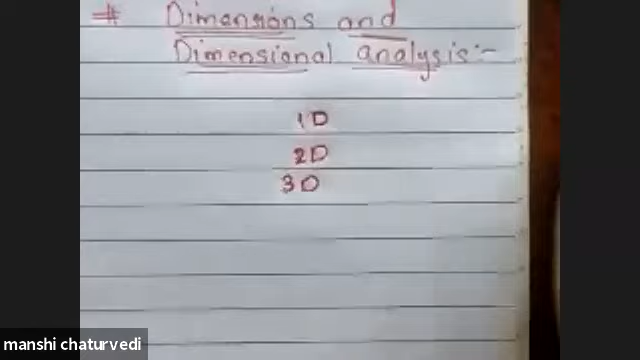 # Dimensions and
Dimensional analysis:-
1D
2D
3D
manshi chaturvedi